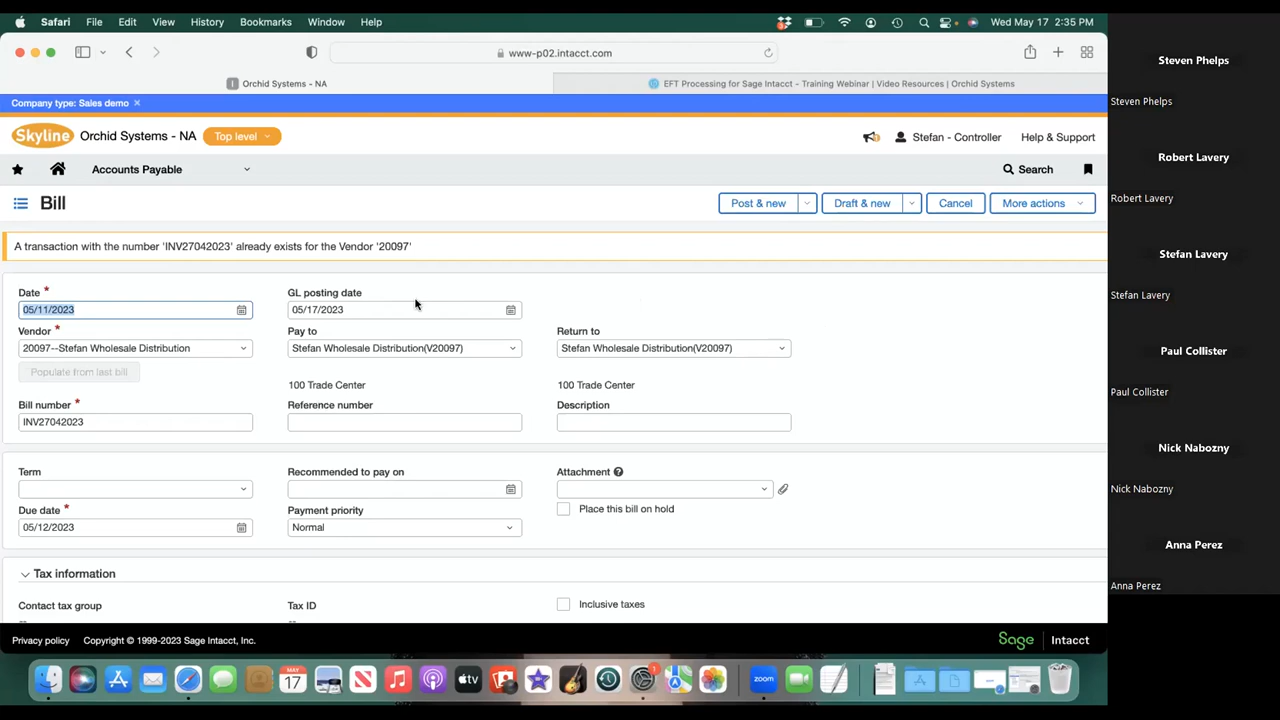 Safari File Edit View History Bookmarks Window Help Wed May 17 2:35 PM
www-p02.intacct.com
Orchid Systems - NA EFT Processing for Sage Intacct - Training Webinar | Video Resources | Orchid Systems
Company type: Sales demo ×
Skyline Orchid Systems - NA Top level Stefan - Controller Help & Support
Accounts Payable Search
Bill Post & new Draft & new Cancel More actions
A transaction with the number 'INV27042023' already exists for the Vendor '20097'
Date * GL posting date
05/11/2023 05/17/2023
Vendor * Pay to Return to
20097--Stefan Wholesale Distribution Stefan Wholesale Distribution(V20097) Stefan Wholesale Distribution(V20097)
Populate from last bill
100 Trade Center 100 Trade Center
Bill number * Reference number Description
INV27042023
Term Recommended to pay on Attachment
Due date * Payment priority Place this bill on hold
05/12/2023 Normal
Tax information
Contact tax group Tax ID Inclusive taxes
Privacy policy Copyright © 1999-2023 Sage Intacct, Inc. Sage Intacct
MAY
17
tv
zoom
Steven Phelps
Steven Phelps
Robert Lavery
Robert Lavery
Stefan Lavery
Stefan Lavery
Paul Collister
Paul Collister
Nick Nabozny
Nick Nabozny
Anna Perez
Anna Perez